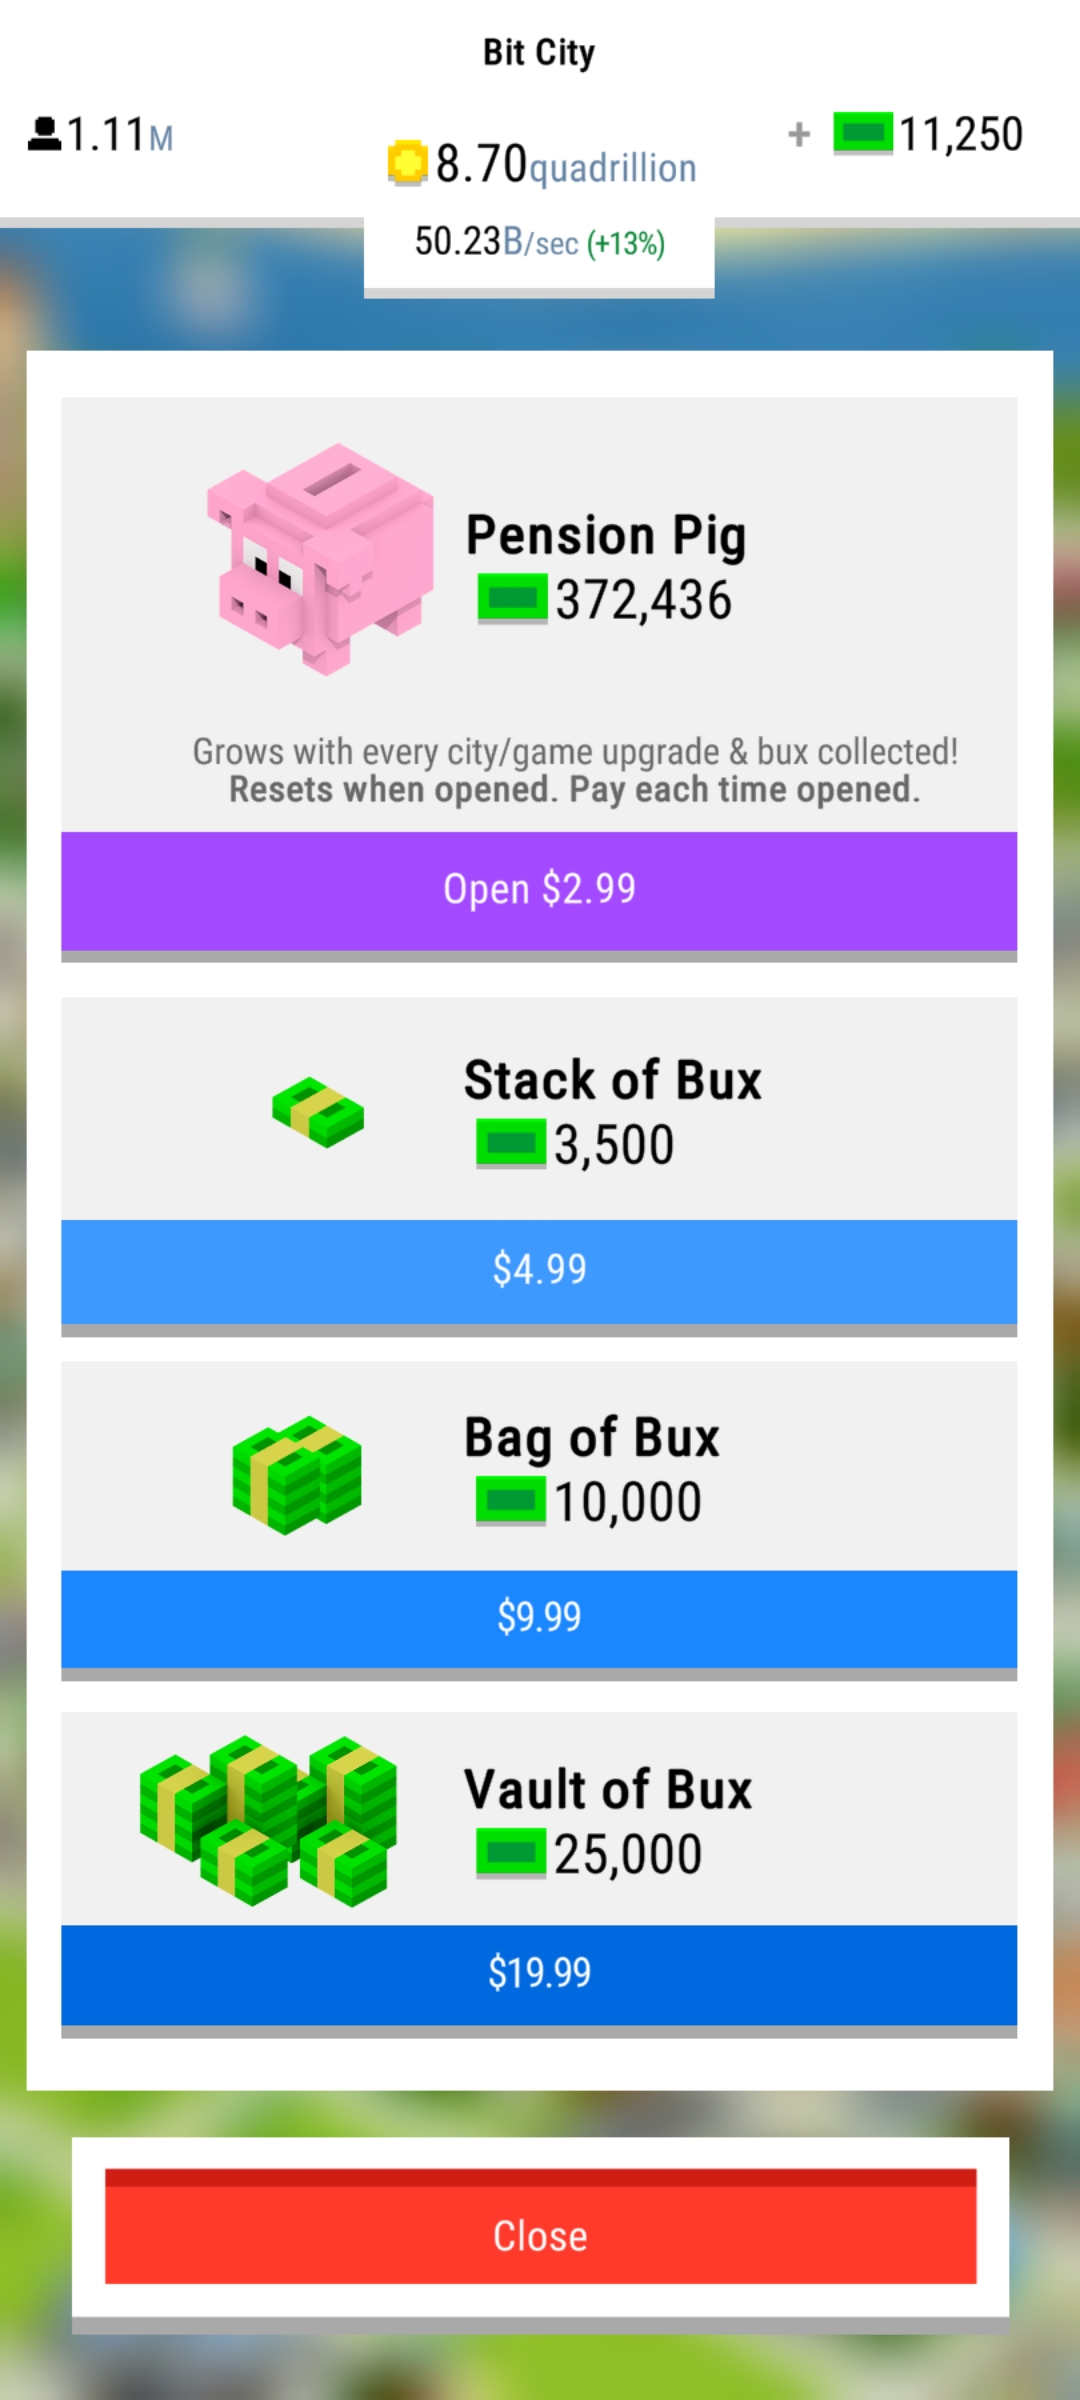 Bit City
1.11M
+ 11,250
8.70quadrillion
50.23B/sec (+13%)
Pension Pig
372,436
Grows with every city/game upgrade & bux collected!
Resets when opened. Pay each time opened.
Open $2.99
Stack of Bux
3,500
$4.99
Bag of Bux
10,000
$9.99
Vault of Bux
25,000
$19.99
Close